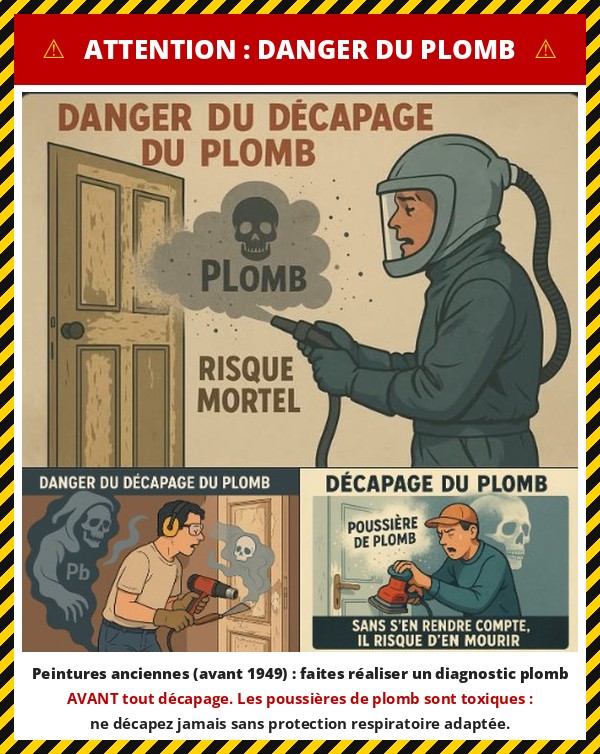 ⚠ ATTENTION : DANGER DU PLOMB ⚠
DANGER DU DÉCAPAGE
DU PLOMB
PLOMB
RISQUE
MORTEL
DANGER DU DÉCAPAGE DU PLOMB
Pb
DÉCAPAGE DU PLOMB
POUSSIÈRE
DE PLOMB
SANS S'EN RENDRE COMPTE,
IL RISQUE D'EN MOURIR
Peintures anciennes (avant 1949) : faites réaliser un diagnostic plomb
AVANT tout décapage. Les poussières de plomb sont toxiques :
ne décapez jamais sans protection respiratoire adaptée.